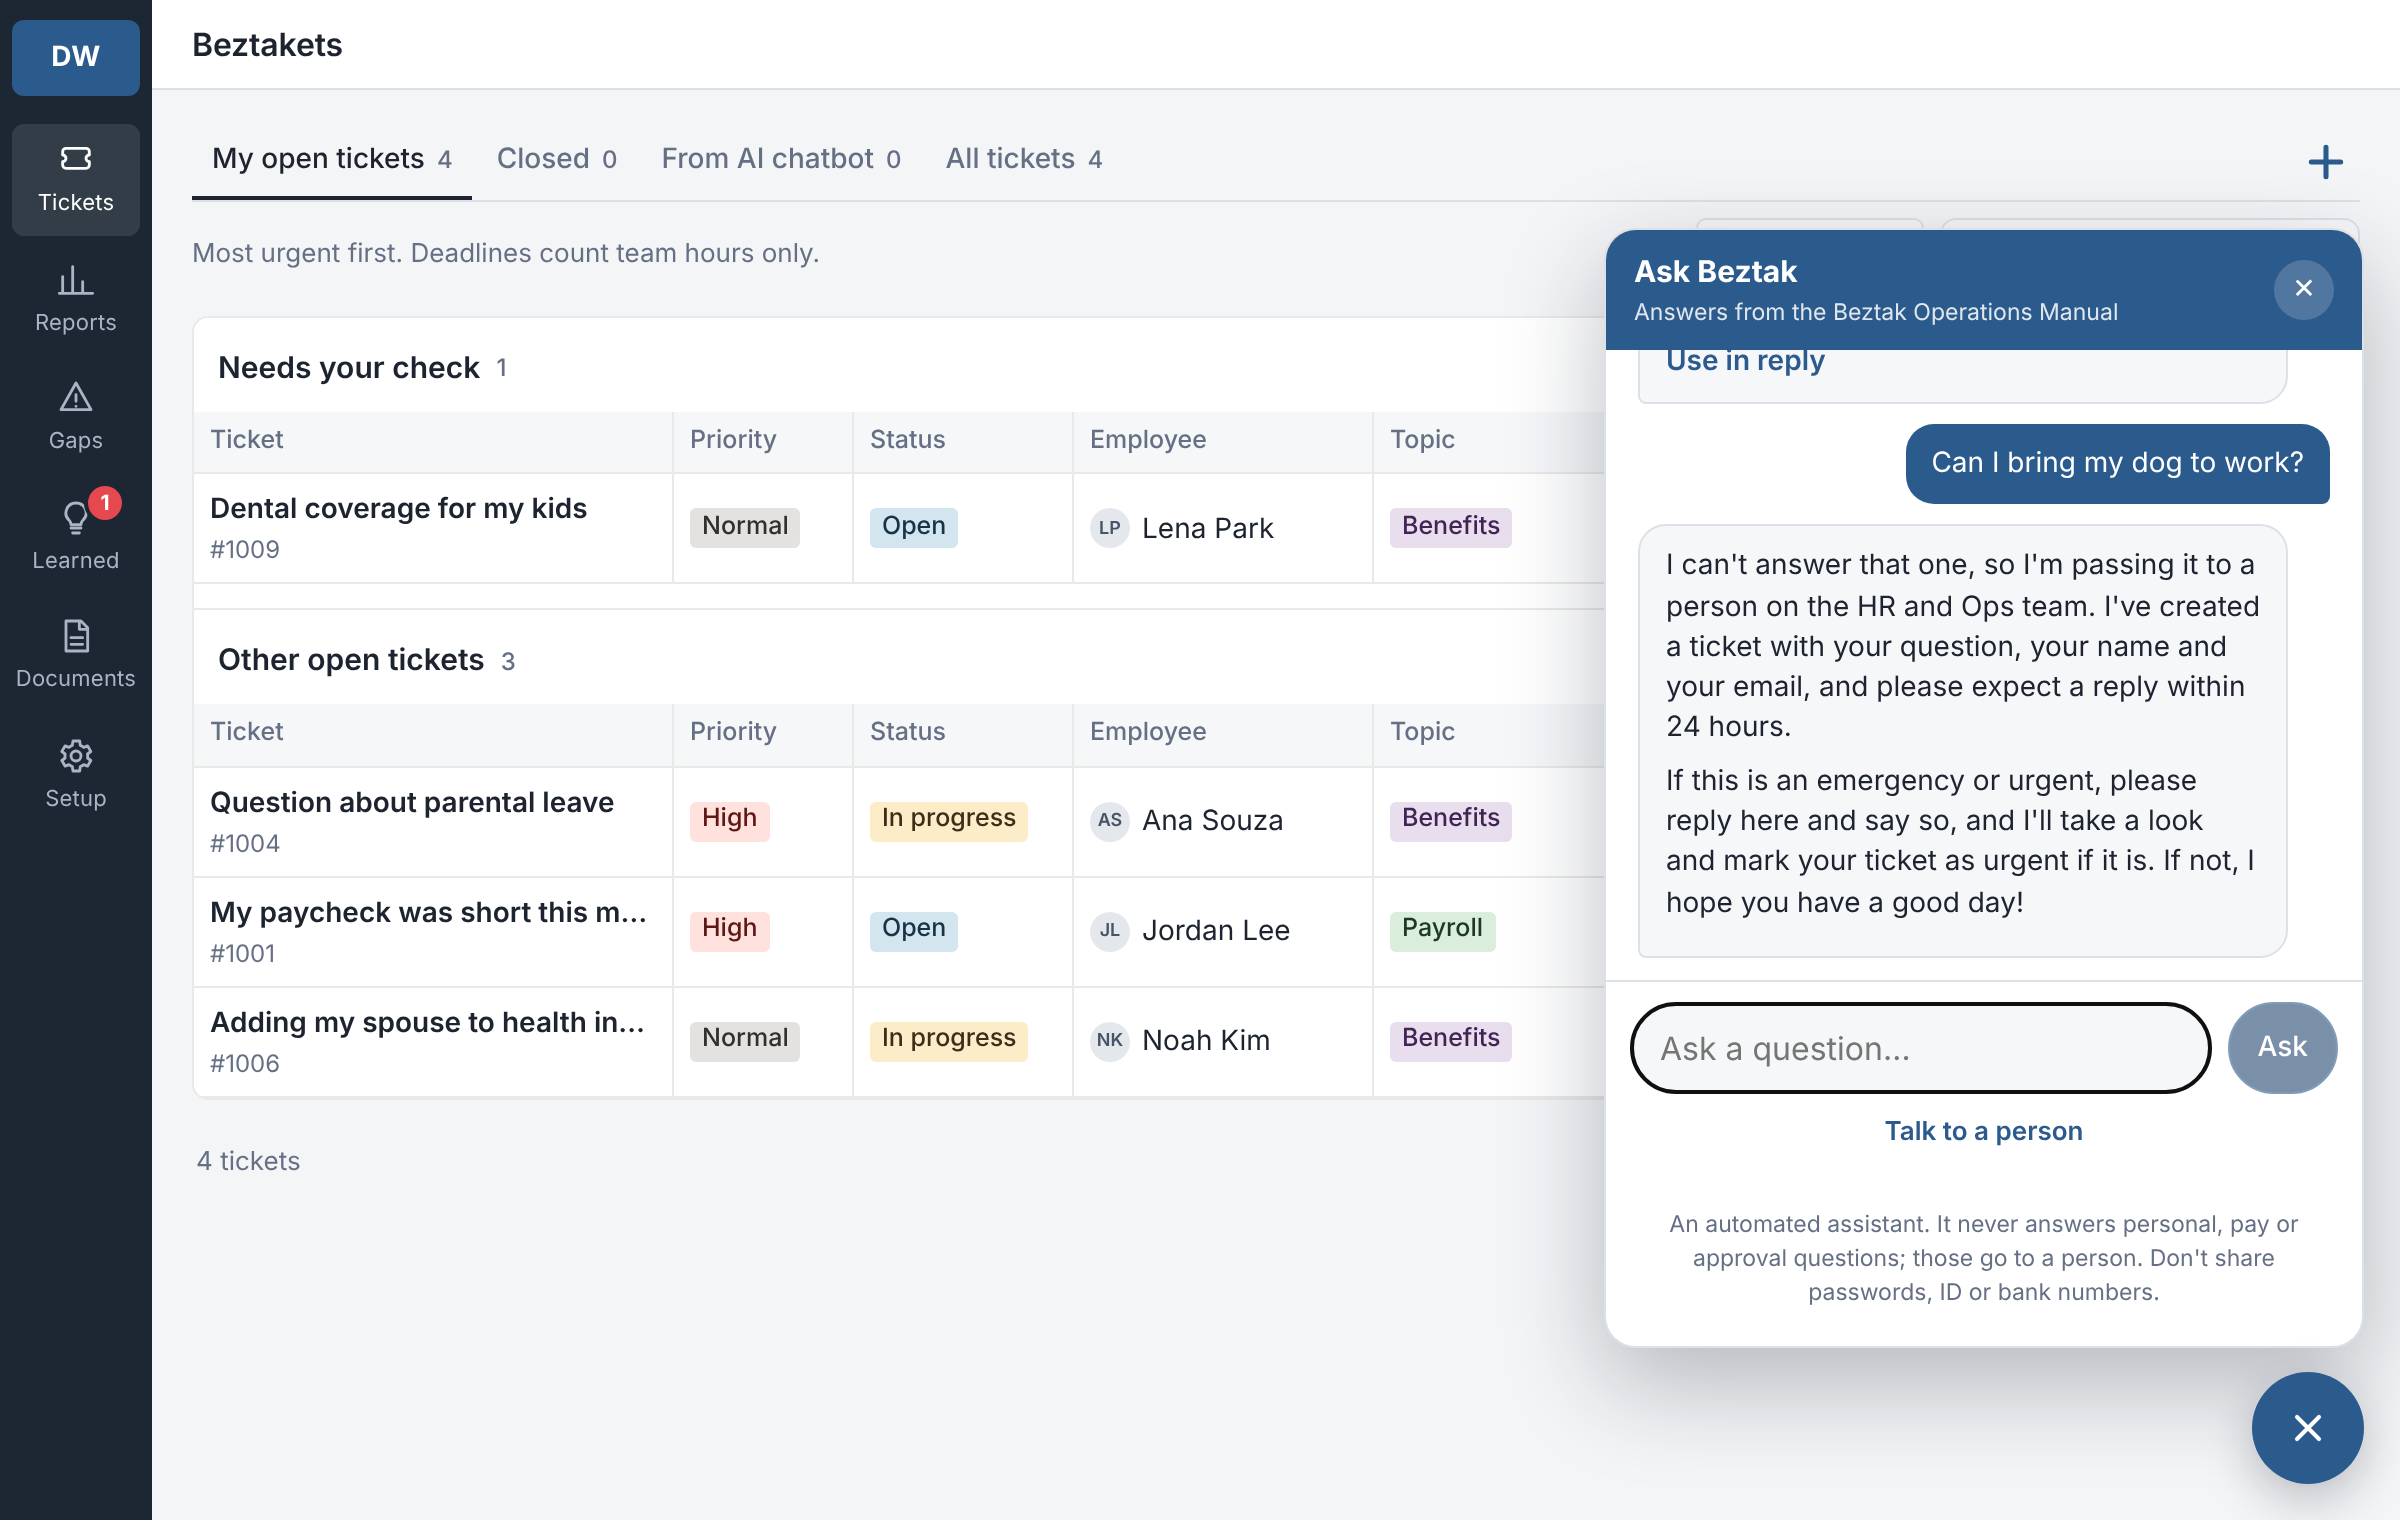 DW
Tickets
Reports
Gaps
1
Learned
Documents
Setup
Beztakets
My open tickets 4
Closed 0
From AI chatbot 0
All tickets 4
Most urgent first. Deadlines count team hours only.
Needs your check 1
Ticket Priority Status Employee Topic
Dental coverage for my kids
#1009
Normal Open LP Lena Park Benefits
Other open tickets 3
Ticket Priority Status Employee Topic
Question about parental leave
#1004
High In progress AS Ana Souza Benefits
My paycheck was short this m...
#1001
High Open JL Jordan Lee Payroll
Adding my spouse to health in...
#1006
Normal In progress NK Noah Kim Benefits
4 tickets
Ask Beztak
Answers from the Beztak Operations Manual
Use in reply
Can I bring my dog to work?
I can't answer that one, so I'm passing it to a
person on the HR and Ops team. I've created
a ticket with your question, your name and
your email, and please expect a reply within
24 hours.
If this is an emergency or urgent, please
reply here and say so, and I'll take a look
and mark your ticket as urgent if it is. If not, I
hope you have a good day!
Ask a question...
Ask
Talk to a person
An automated assistant. It never answers personal, pay or
approval questions; those go to a person. Don't share
passwords, ID or bank numbers.